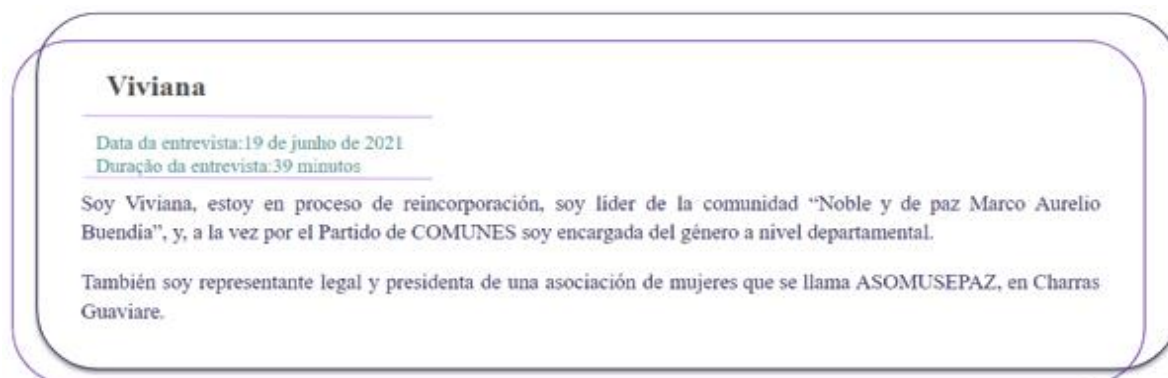 Viviana
Data da entrevista:19 de junho de 2021
Duração da entrevista:39 minutos
Soy Viviana, estoy en proceso de reincorporación, soy líder de la comunidad “Noble y de paz Marco Aurelio
Buendía”, y, a la vez por el Partido de COMUNES soy encargada del género a nivel departamental.
También soy representante legal y presidenta de una asociación de mujeres que se llama ASOMUSEPAZ, en Charras
Guaviare.